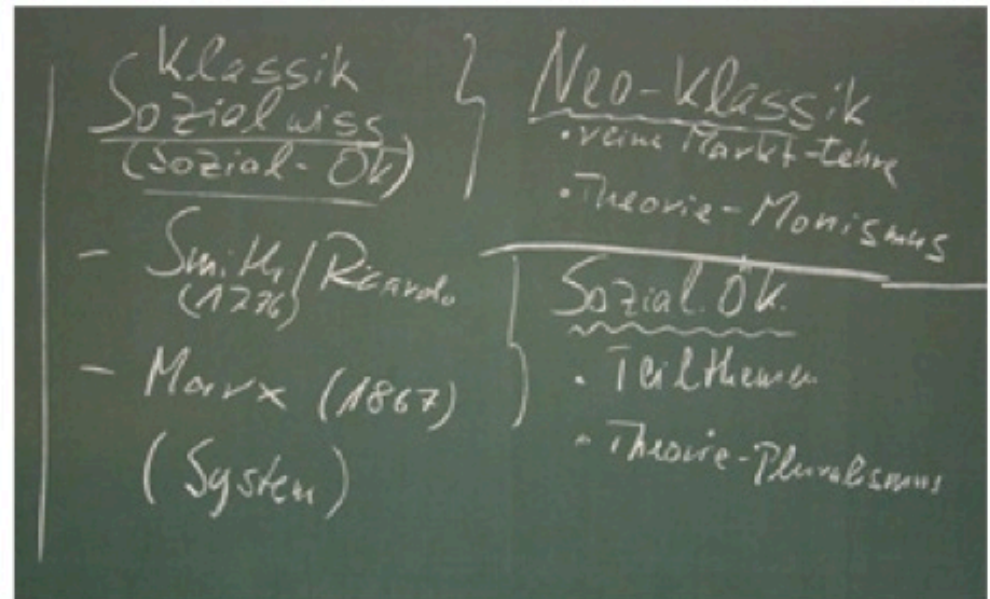 Klassik
Sozialwiss
(Sozial-Ök)
- Smith/Ricardo
(1776)
- Marx (1867)
(System)
Neo-Klassik
• reine Markt-Lehre
• Theorie-Monismus
Sozial.Ök.
• Teilthemen
• Theorie-Pluralismus